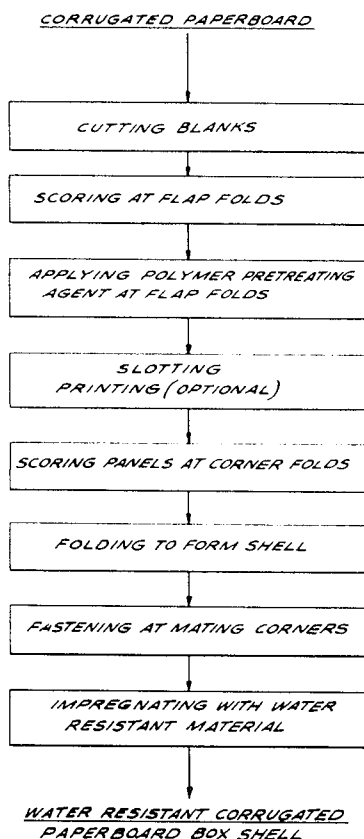 CORRUGATED PAPERBOARD
CUTTING BLANKS
SCORING AT FLAP FOLDS
APPLYING POLYMER PRETREATING
AGENT AT FLAP FOLDS
SLOTTING
PRINTING (OPTIONAL)
SCORING PANELS AT CORNER FOLDS
FOLDING TO FORM SHELL
FASTENING AT MATING CORNERS
IMPREGNATING WITH WATER
RESISTANT MATERIAL
WATER RESISTANT CORRUGATED
PAPERBOARD BOX SHELL